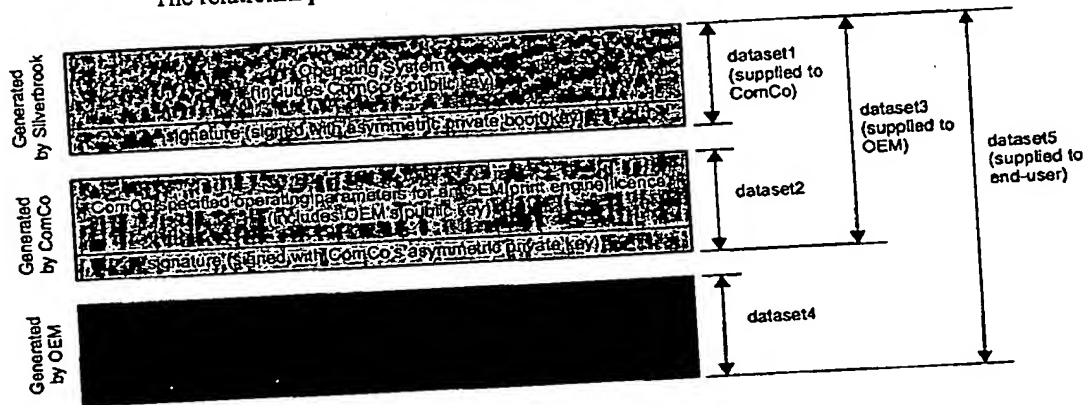 The relation
Generated
by Silverbrook
Operating System
(includes ComCo's public key)
signature (signed with asymmetric private boot0key)
dataset1
(supplied to
ComCo)
dataset3
(supplied to
OEM)
dataset5
(supplied to
end-user)
Generated
by ComCo
ComCo specified operating parameters for an OEM print engine licence
(includes OEM's public key)
signature (signed with ComCo's asymmetric private key)
dataset2
Generated
by OEM
dataset4